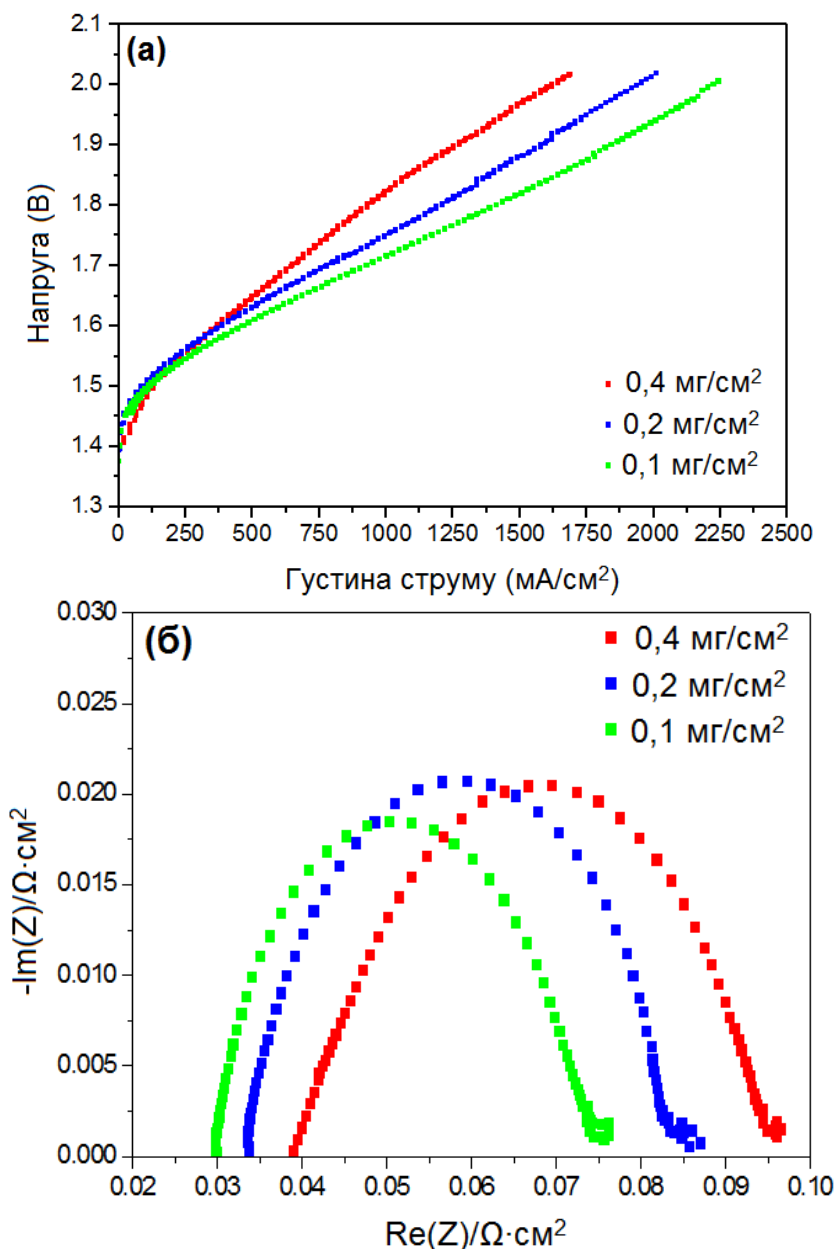 (a)
2.1
2.0
1.9
1.8
1.7
1.6
1.5
1.4
1.3
Напруга (В)
0,4 мг/см²
0,2 мг/см²
0,1 мг/см²
0 250 500 750 1000 1250 1500 1750 2000 2250 2500
Густина струму (мА/см²)
(б)
0.030
0.025
0.020
0.015
0.010
0.005
0.000
-Im(Z)/Ω·см²
0,4 мг/см²
0,2 мг/см²
0,1 мг/см²
0.02 0.03 0.04 0.05 0.06 0.07 0.08 0.09 0.10
Re(Z)/Ω·см²